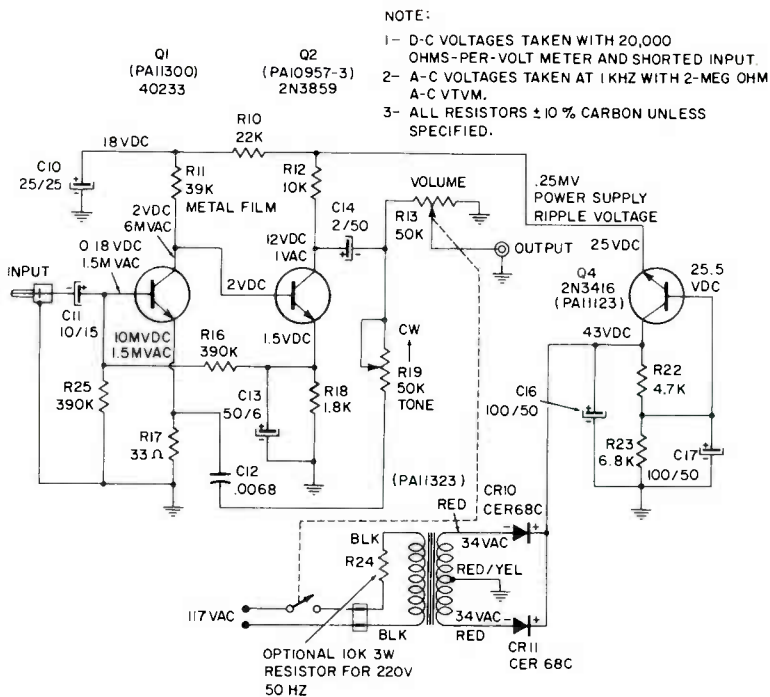 NOTE:
1- D-C VOLTAGES TAKEN WITH 20,000
OHMS-PER-VOLT METER AND SHORTED INPUT.
2- A-C VOLTAGES TAKEN AT 1 KHZ WITH 2-MEG OHM
A-C VTVM.
3- ALL RESISTORS ±10 % CARBON UNLESS
SPECIFIED.
Q1
(PA11300)
40233
Q2
(PA10957-3)
2N3859
18 VDC
R10
22K
C10
25/25
R11
39K
METAL FILM
R12
10K
C14
2/50
VOLUME
R13
50K
OUTPUT
.25MV
POWER SUPPLY
RIPPLE VOLTAGE
25VDC
Q4
2N3416
(PA11123)
25.5
VDC
43VDC
2VDC
6MVAC
0.18 VDC
1.5MVAC
INPUT
C11
10/15
2VDC
12VDC
1VAC
10MVDC
1.5MVAC
1.5VDC
R16
390K
R25
390K
R17
33Ω
C13
50/6
R18
1.8K
CW
R19
50K
TONE
C12
.0068
C16
100/50
R22
4.7K
R23
6.8K
C17
100/50
(PA11323)
RED
CR10
CER68C
34VAC
BLK
R24
RED/YEL
117 VAC
BLK
34VAC
RED
CR11
CER 68C
OPTIONAL 10K 3W
RESISTOR FOR 220V
50 HZ